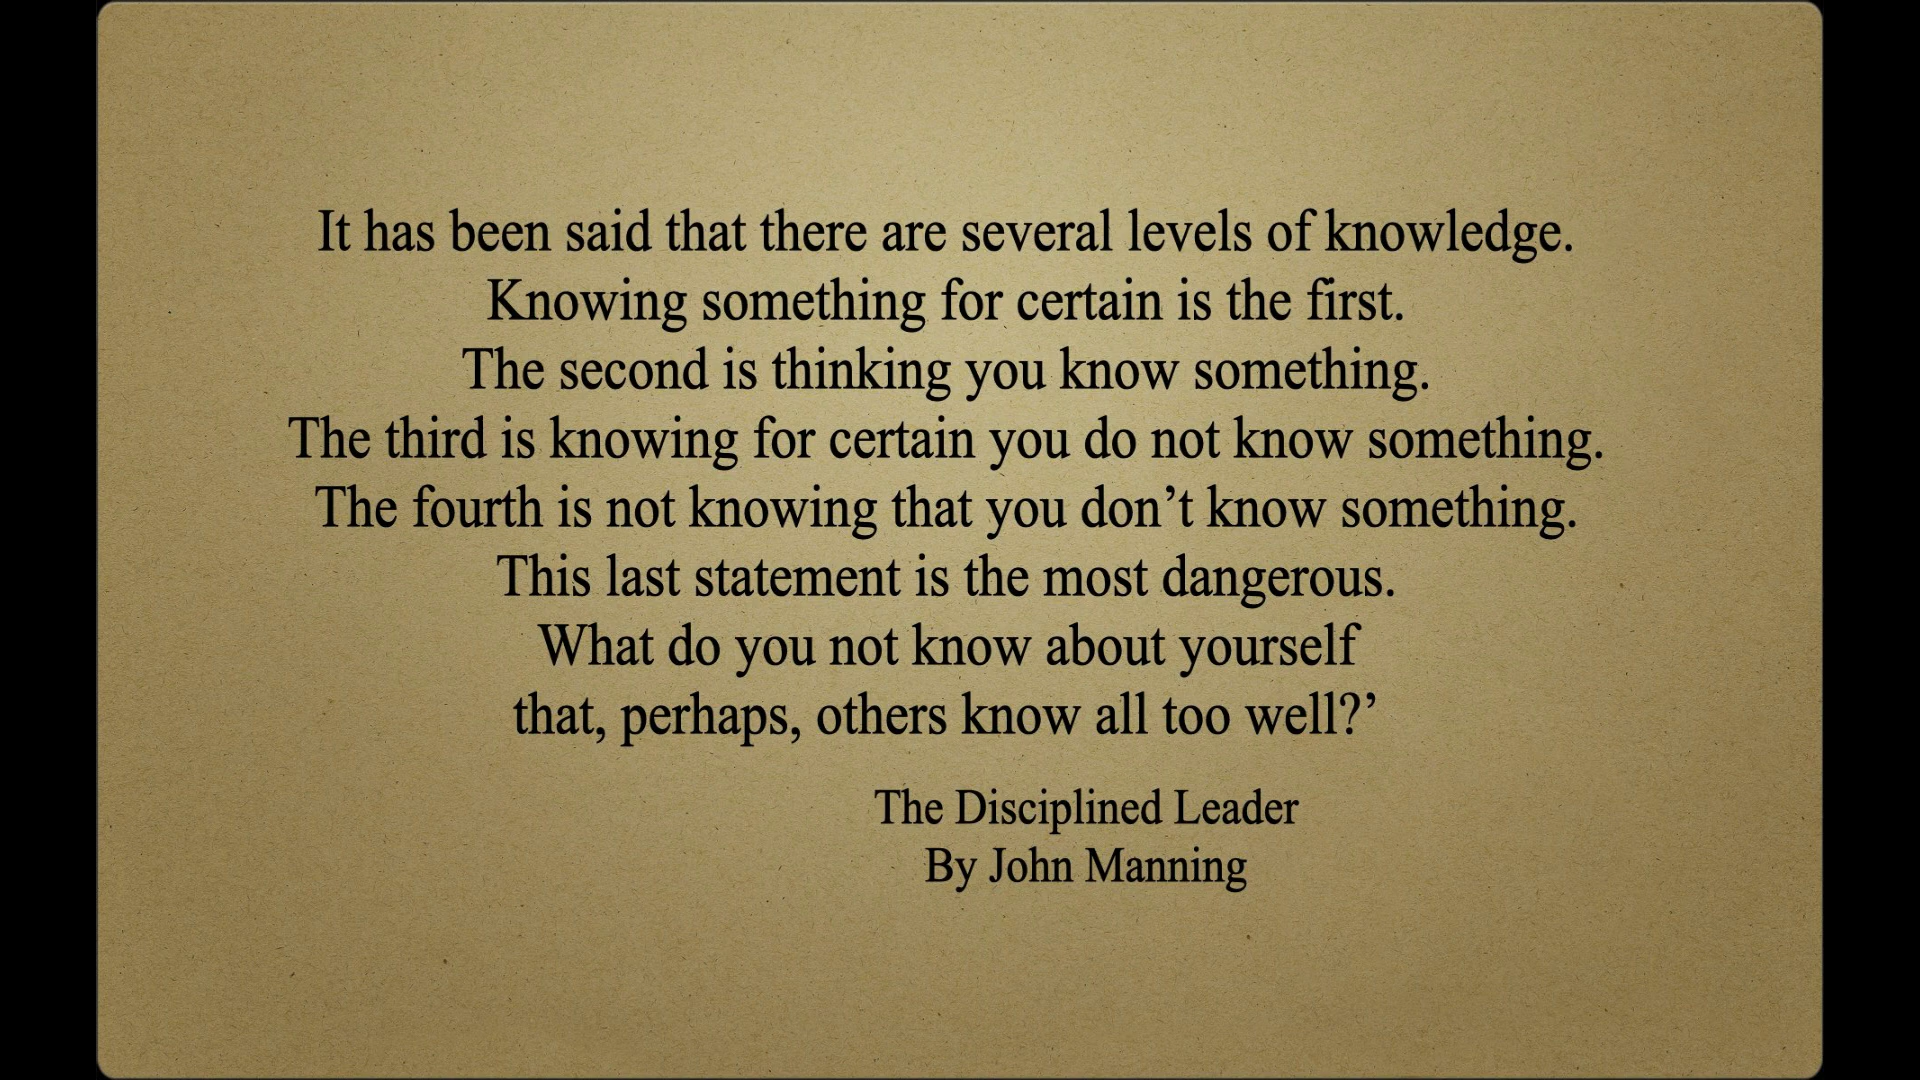 It has been said that there are several levels of knowledge.
Knowing something for certain is the first.
The second is thinking you know something.
The third is knowing for certain you do not know something.
The fourth is not knowing that you don’t know something.
This last statement is the most dangerous.
What do you not know about yourself
that, perhaps, others know all too well?’
The Disciplined Leader
By John Manning